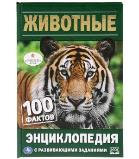 ЖИВОТНЫЕ
100
ФАКТОВ
ЭНЦИКЛОПЕДИЯ
С РАЗВИВАЮЩИМИ ЗАДАНИЯМИ